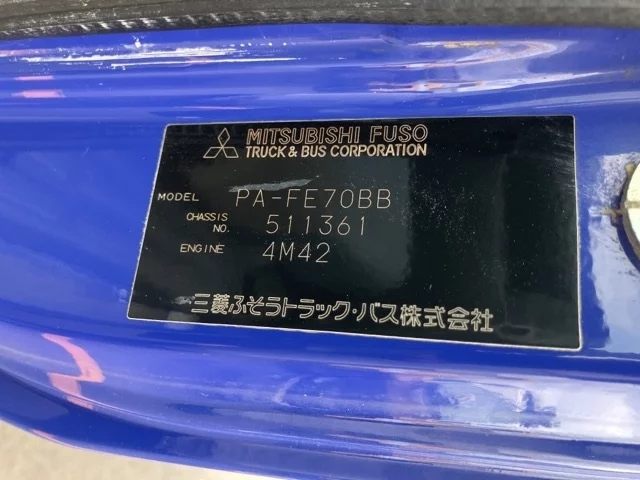 MITSUBISHI FUSO
TRUCK & BUS CORPORATION
MODEL PA-FE70BB
CHASSIS NO. 511361
ENGINE 4M42
三菱ふそうトラック・バス株式会社